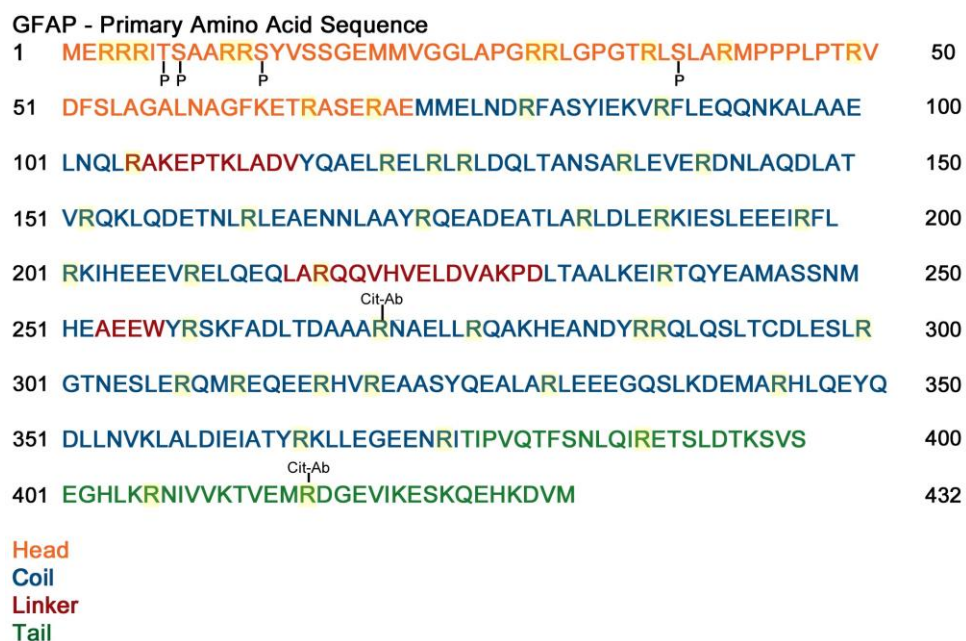 GFAP - Primary Amino Acid Sequence
1 MERRRITSAARRSYVSSGEMMVGGLAPGRRLGPGTRLSLARMPPPLPTRV 50
P P P P
51 DFSLAGALNAGFKETRASERAEMMELNDRFASYIEKVRFLEQQNKALAAE 100
101 LNQLRAKEPTKLADVYQAELRELRLRLDQLTANSARLEVERDNLAQDLAT 150
151 VRQKLQDETNLRLEAENNLAAYRQEADEATLARLDLERKIESLEEEIRFL 200
201 RKIHEEEVRELQEQLARQQVHVELDVAKPDLTAALKEIRTQYEAMASSNM 250
Cit-Ab
251 HEAEEWYRSKFADLTDAAARNAELLRQAKHEANDYRRQLQSLTCDLESLR 300
301 GTNESLERQMREQEERHVREAASYQEALARLEEEGQSLKDEMARHLQEYQ 350
351 DLLNVKLALDIEIATYRKLLEGEENRITIPVQTFSNLQIRETSLDTKSVS 400
Cit-Ab
401 EGHLKRNIVVKTVEMRDGEVIKESKQEHKDVM 432
Head
Coil
Linker
Tail